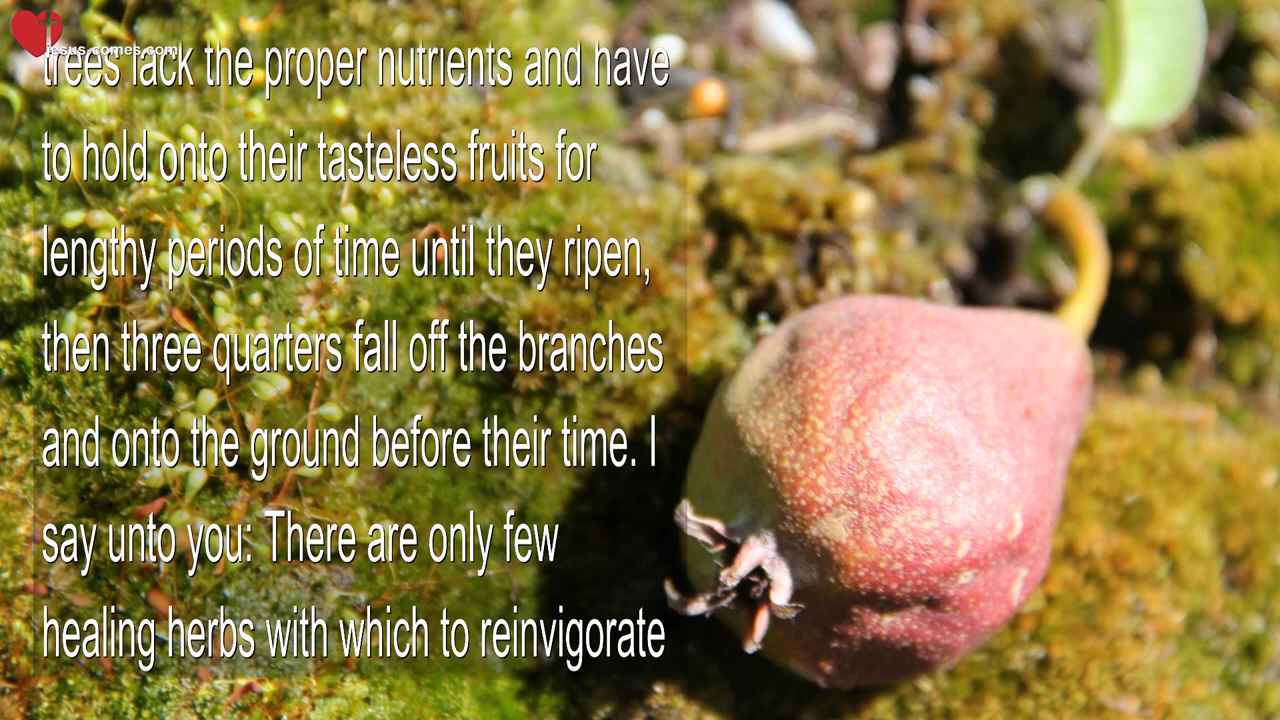 jesus-comes.com
trees lack the proper nutrients and have
to hold onto their tasteless fruits for
lengthy periods of time until they ripen,
then three quarters fall off the branches
and onto the ground before their time. I
say unto you: There are only few
healing herbs with which to reinvigorate